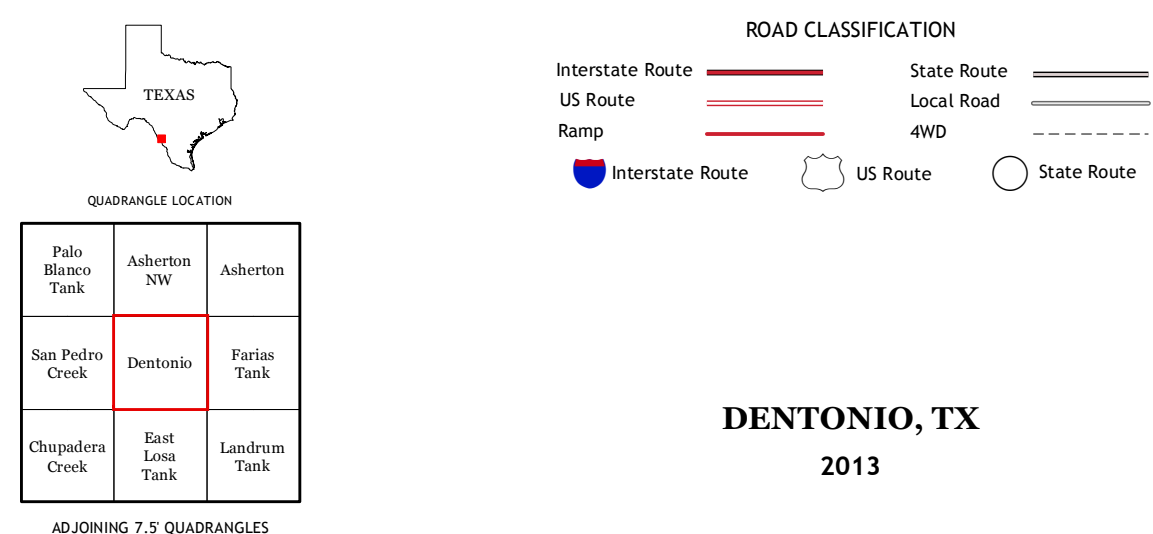 TEXAS
QUADRANGLE LOCATION
Palo
Blanco
Tank
Asherton
NW
Asherton
San Pedro
Creek
Dentonio
Farias
Tank
Chupadera
Creek
East
Losa
Tank
Landrum
Tank
ADJOINING 7.5' QUADRANGLES
ROAD CLASSIFICATION
Interstate Route
State Route
US Route
Local Road
Ramp
4WD
Interstate Route
US Route
State Route
DENTONIO, TX
2013